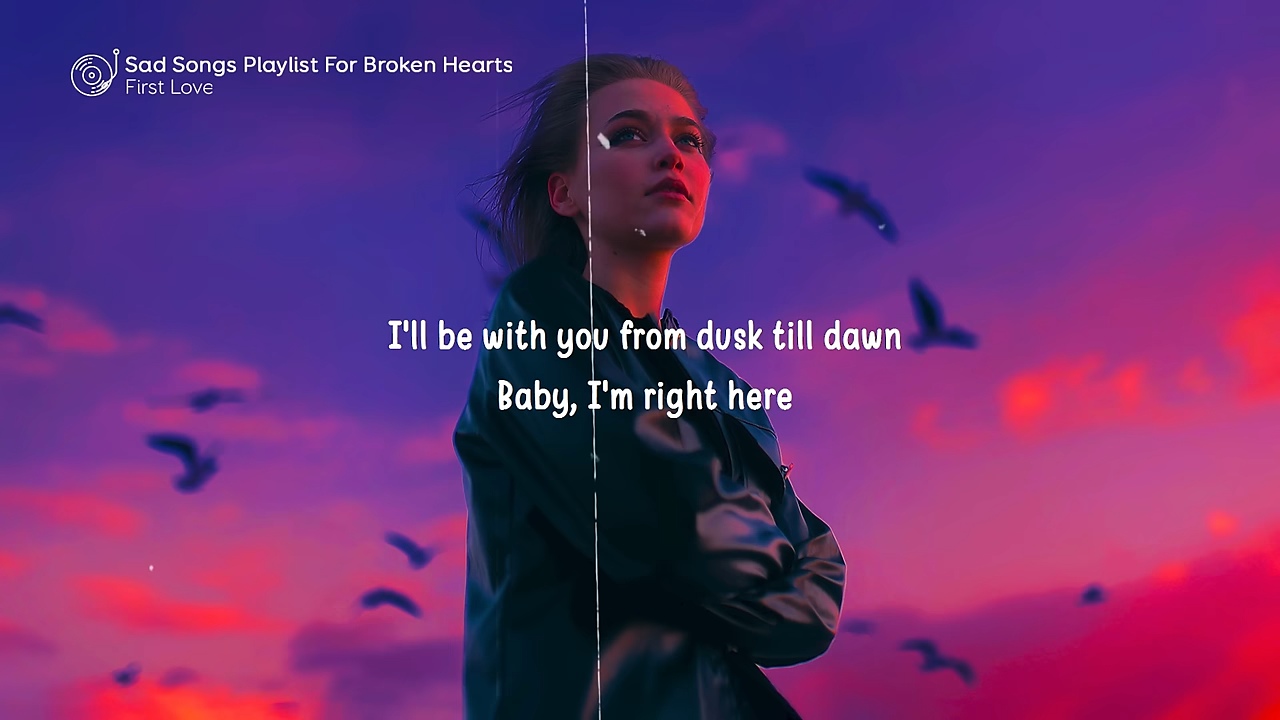 Sad Songs Playlist For Broken Hearts
First Love
I'll be with you from dusk till dawn
Baby, I'm right here